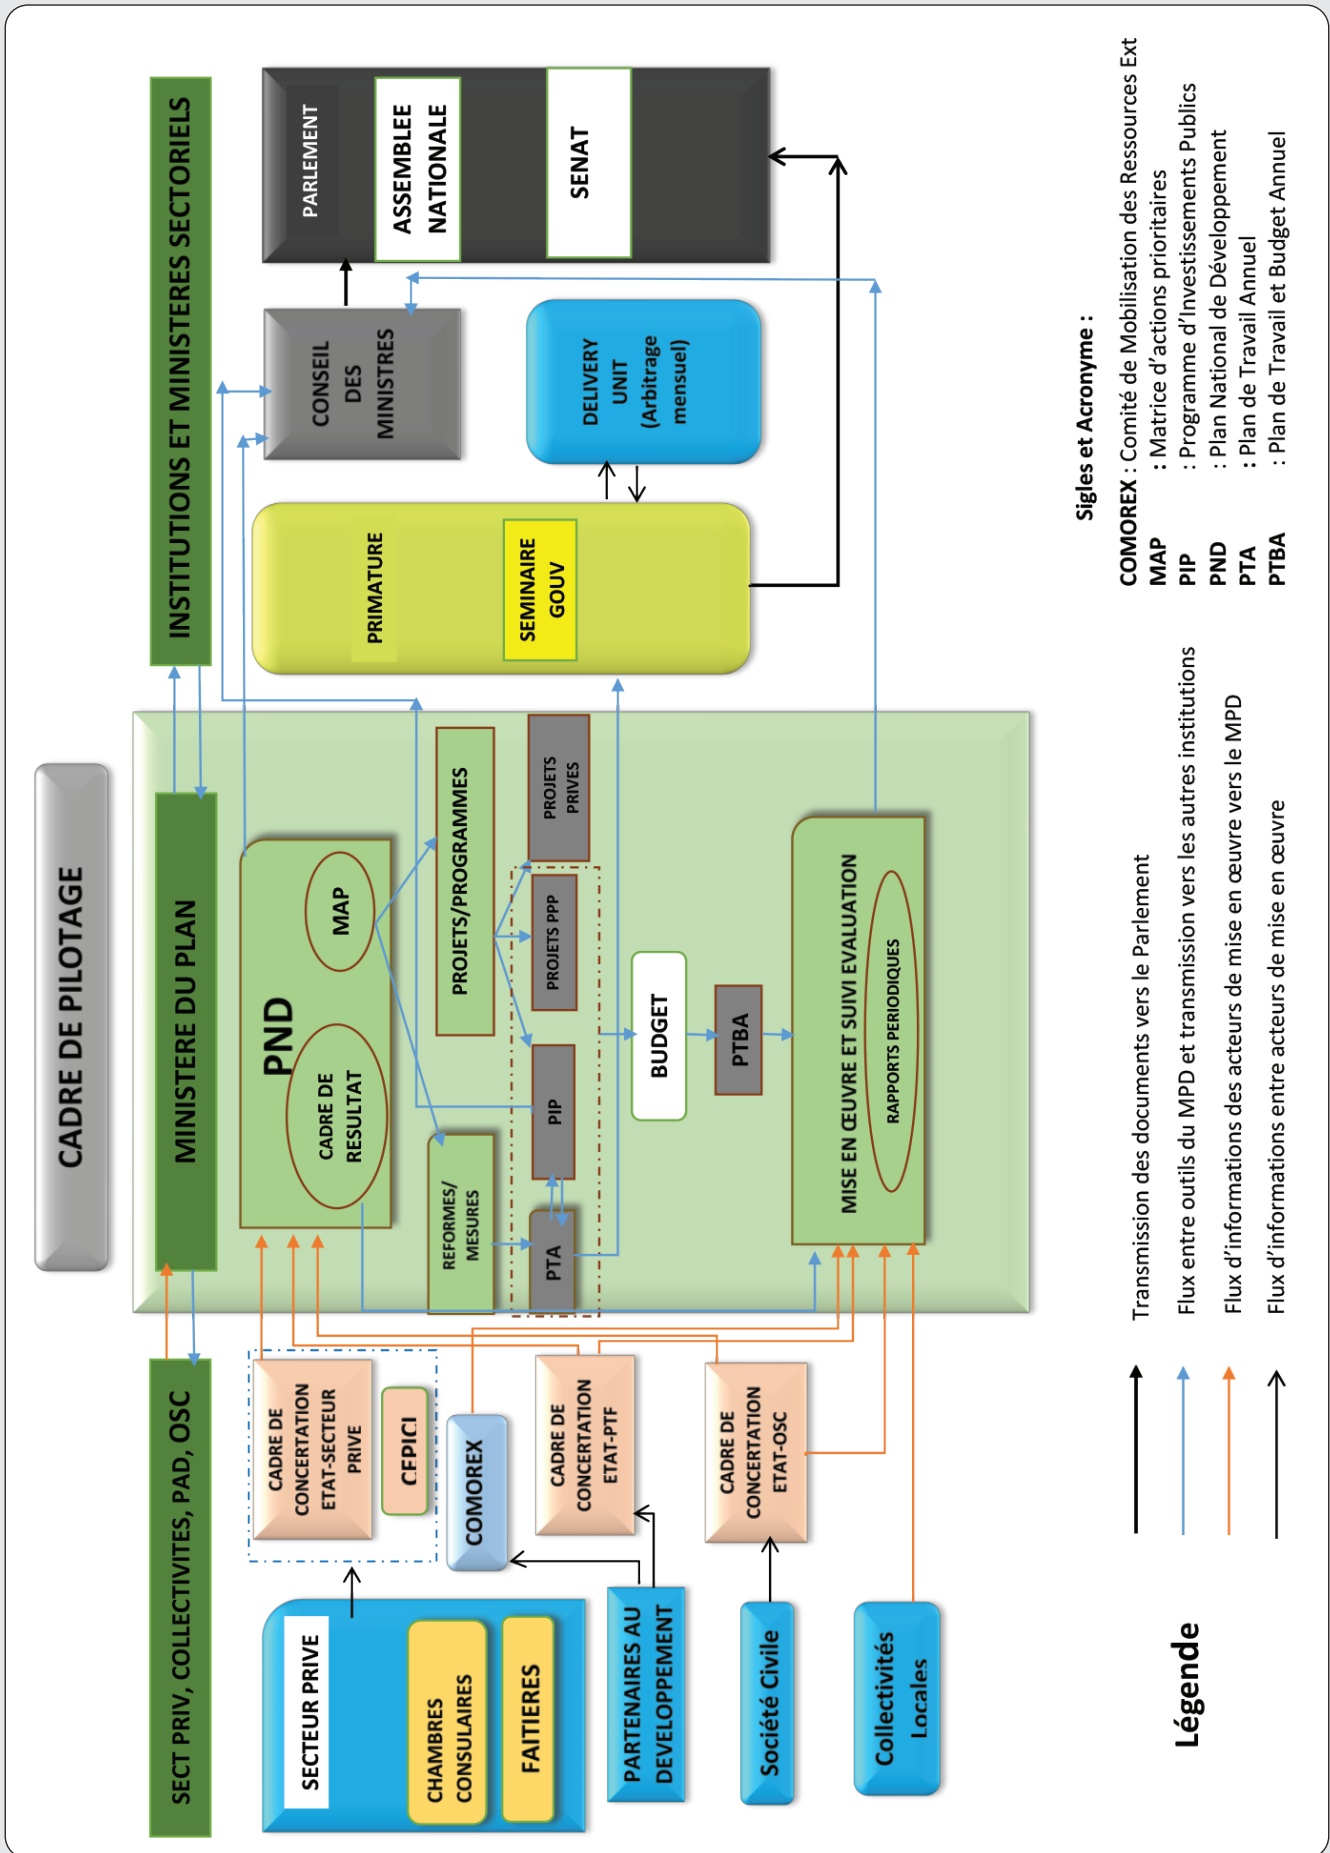 CADRE DE PILOTAGE
SECT PRIV, COLLECTIVITES, PAD, OSC
MINISTERE DU PLAN
INSTITUTIONS ET MINISTERES SECTORIELS
SECTEUR PRIVE
CHAMBRES
CONSULAIRES
FAITIERES
PARTENAIRES AU
DEVELOPPEMENT
Société Civile
Collectivités
Locales
CADRE DE
CONCERTATION
ETAT-SECTEUR
PRIVE
CEPICI
COMOREX
CADRE DE
CONCERTATION
ETAT-PTF
CADRE DE
CONCERTATION
ETAT-OSC
PND
CADRE DE
RESULTAT
MAP
REFORMES/
MESURES
PROJETS/PROGRAMMES
PTA
PIP
PROJETS PPP
PROJETS
PRIVES
BUDGET
PTBA
MISE EN ŒUVRE ET SUIVI EVALUATION
RAPPORTS PERIODIQUES
PRIMATURE
SEMINAIRE
GOUV
CONSEIL
DES
MINISTRES
DELIVERY
UNIT
(Arbitrage
mensuel)
PARLEMENT
ASSEMBLEE
NATIONALE
SENAT
Légende
Transmission des documents vers le Parlement
Flux entre outils du MPD et transmission vers les autres institutions
Flux d'informations des acteurs de mise en œuvre vers le MPD
Flux d'informations entre acteurs de mise en œuvre
Sigles et Acronyme :
COMOREX : Comité de Mobilisation des Ressources Ext
MAP : Matrice d'actions prioritaires
PIP : Programme d'Investissements Publics
PND : Plan National de Développement
PTA : Plan de Travail Annuel
PTBA : Plan de Travail et Budget Annuel